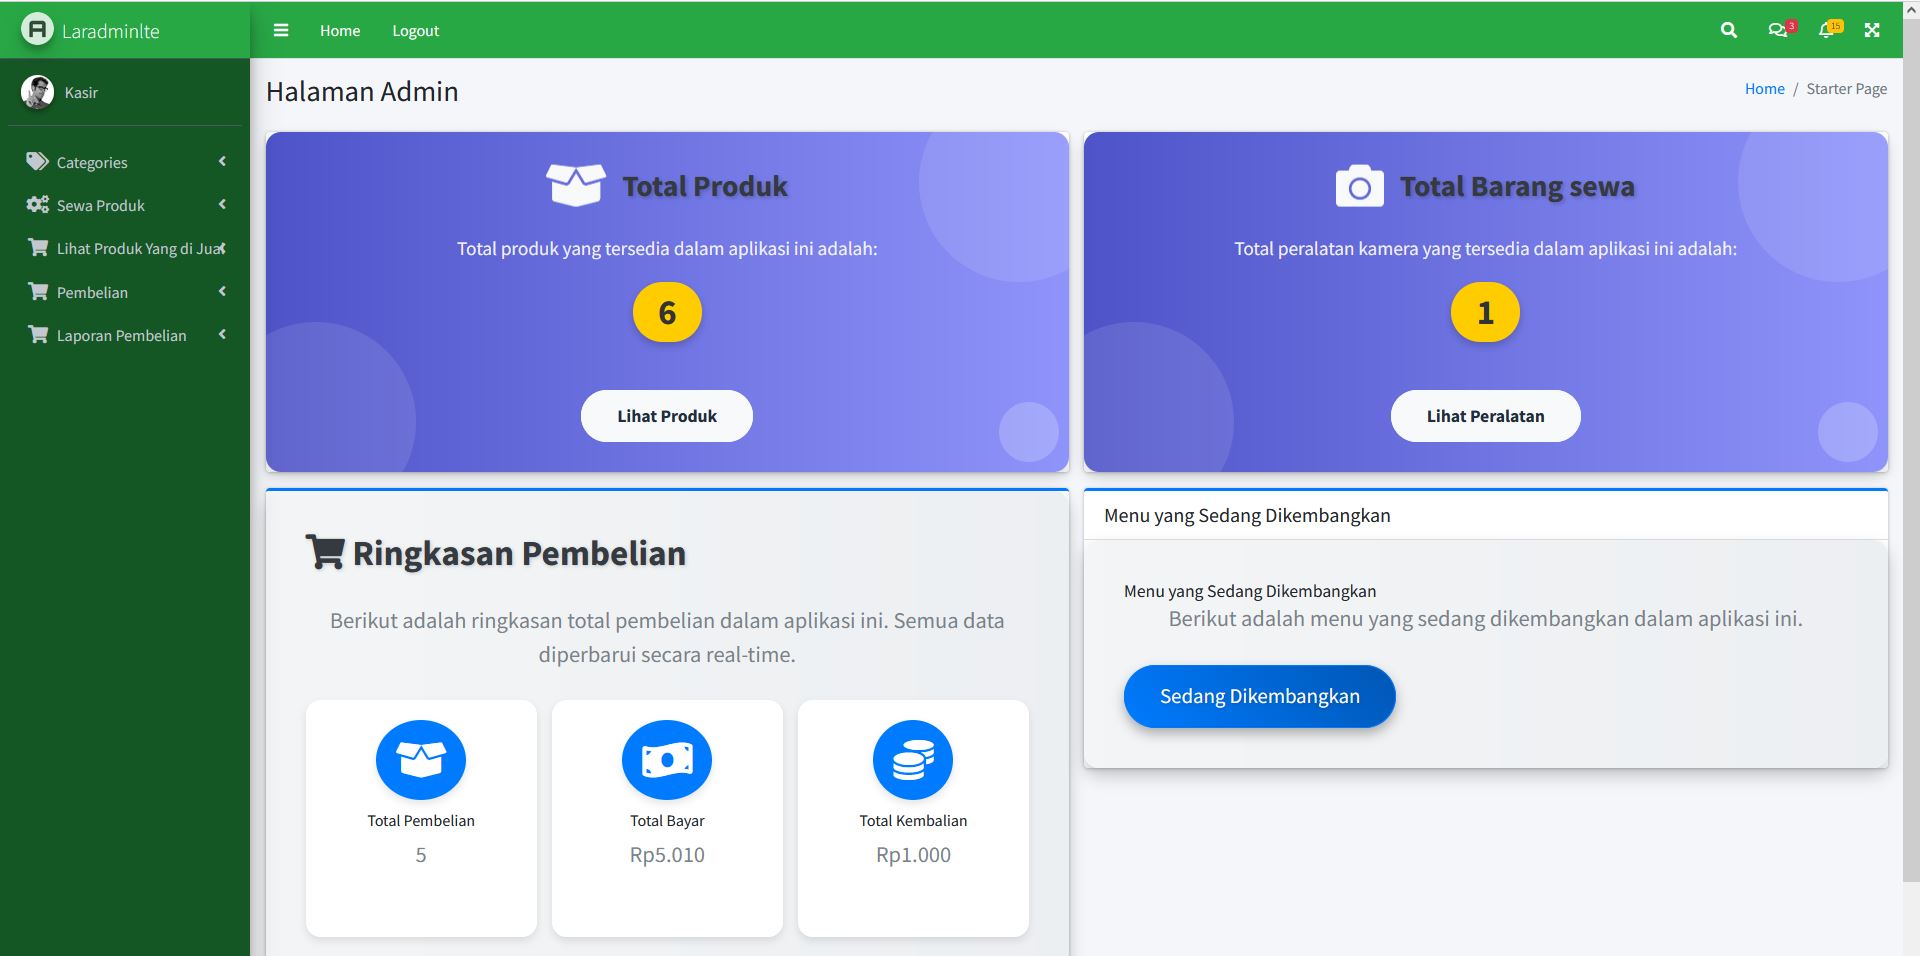 Laradminlte
Home
Logout
3
15
Kasir
Categories
Sewa Produk
Lihat Produk Yang di Jua
Pembelian
Laporan Pembelian
Halaman Admin
Home / Starter Page
Total Produk
Total produk yang tersedia dalam aplikasi ini adalah:
6
Lihat Produk
Total Barang sewa
Total peralatan kamera yang tersedia dalam aplikasi ini adalah:
1
Lihat Peralatan
Ringkasan Pembelian
Berikut adalah ringkasan total pembelian dalam aplikasi ini. Semua data
diperbarui secara real-time.
Total Pembelian
5
Total Bayar
Rp5.010
Total Kembalian
Rp1.000
Menu yang Sedang Dikembangkan
Menu yang Sedang Dikembangkan
Berikut adalah menu yang sedang dikembangkan dalam aplikasi ini.
Sedang Dikembangkan